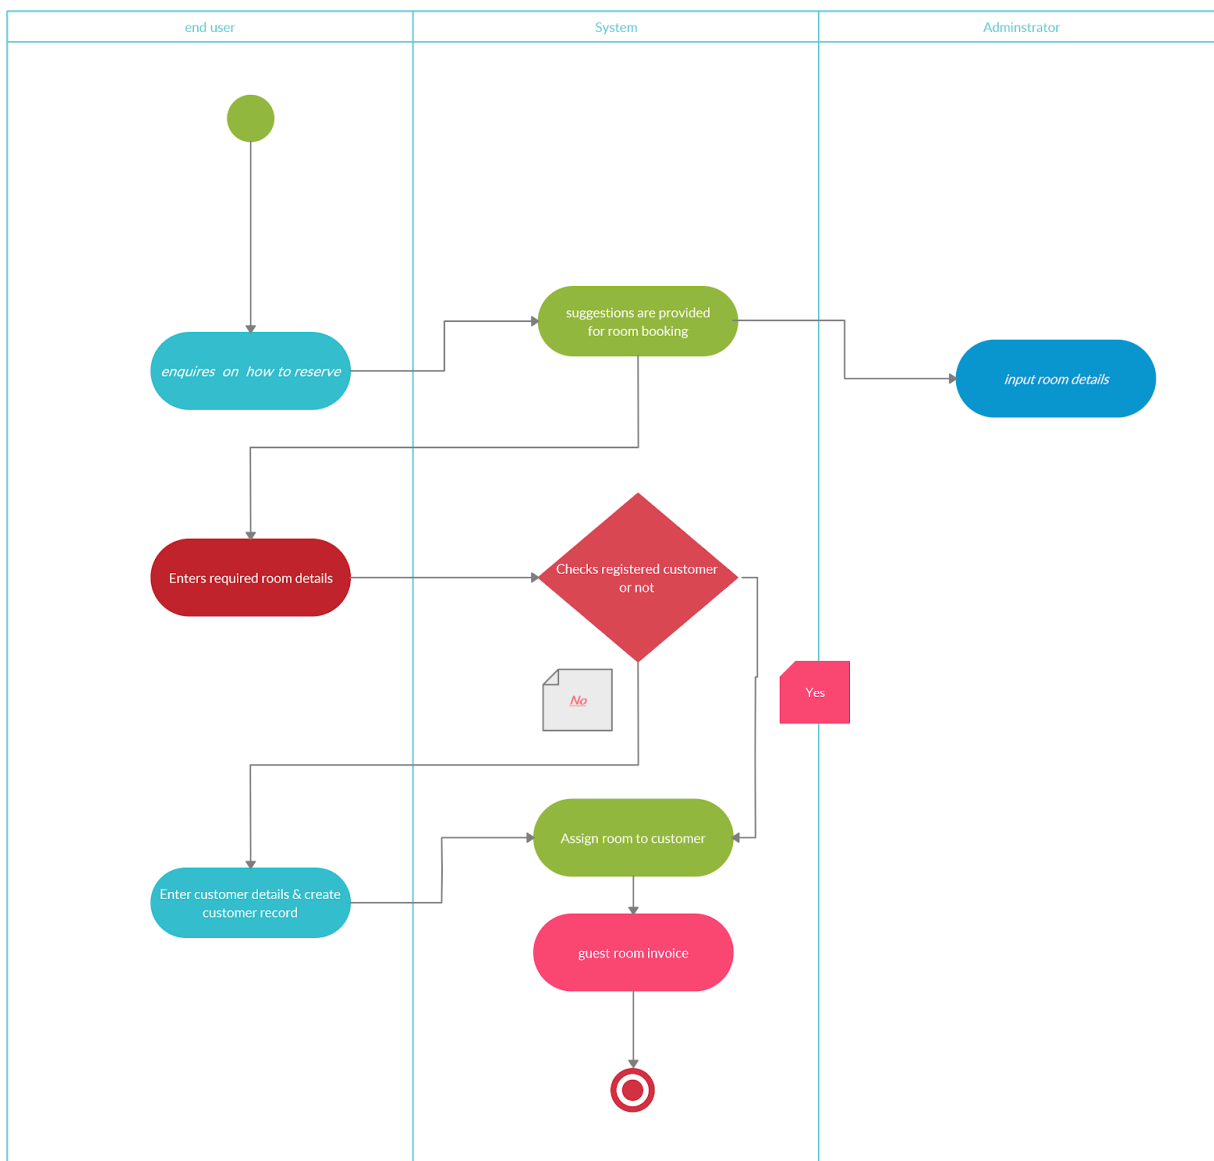 end user
System
Adminstrator
suggestions are provided
for room booking
enquires on how to reserve
input room details
Enters required room details
Checks registered customer
or not
No
Yes
Assign room to customer
Enter customer details & create
customer record
guest room invoice